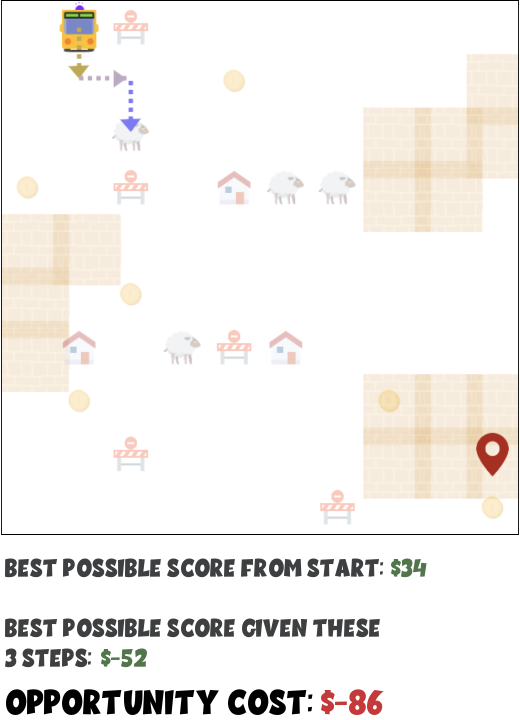 BEST POSSIBLE SCORE FROM START: $34
BEST POSSIBLE SCORE GIVEN THESE
3 STEPS: $-52
OPPORTUNITY COST: $-86